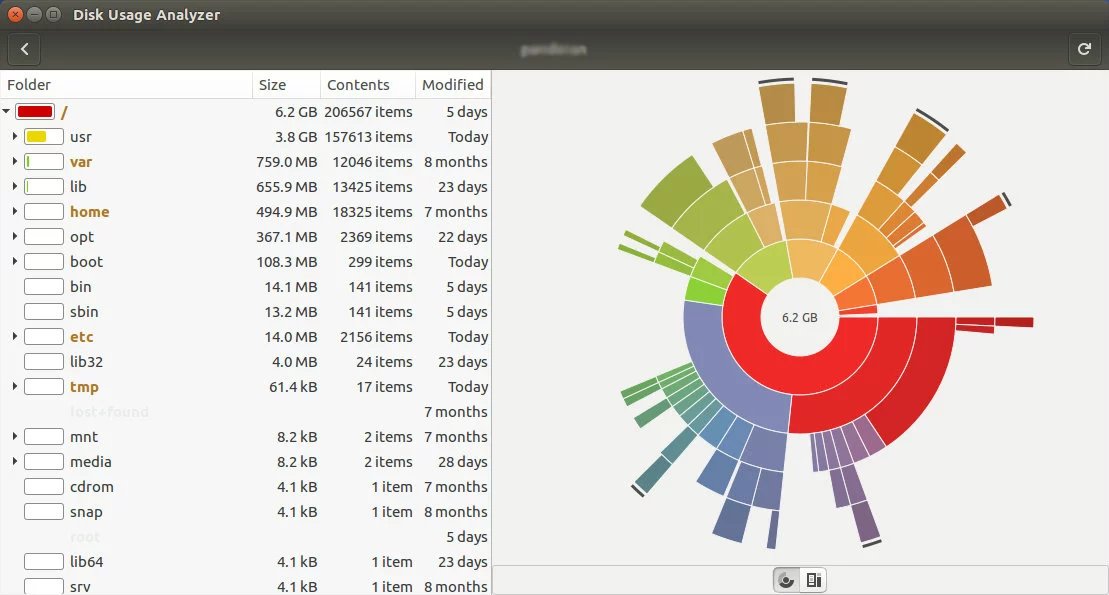 Disk Usage Analyzer
Folder Size Contents Modified
/ 6.2 GB 206567 items 5 days
usr 3.8 GB 157613 items Today
var 759.0 MB 12046 items 8 months
lib 655.9 MB 13425 items 23 days
home 494.9 MB 18325 items 7 months
opt 367.1 MB 2369 items 22 days
boot 108.3 MB 299 items Today
bin 14.1 MB 141 items 5 days
sbin 13.2 MB 141 items 5 days
etc 14.0 MB 2156 items Today
lib32 4.0 MB 24 items 23 days
tmp 61.4 kB 17 items Today
lost+found 7 months
mnt 8.2 kB 2 items 7 months
media 8.2 kB 2 items 28 days
cdrom 4.1 kB 1 item 7 months
snap 4.1 kB 1 item 8 months
root 5 days
lib64 4.1 kB 1 item 23 days
srv 4.1 kB 1 item 8 months
6.2 GB